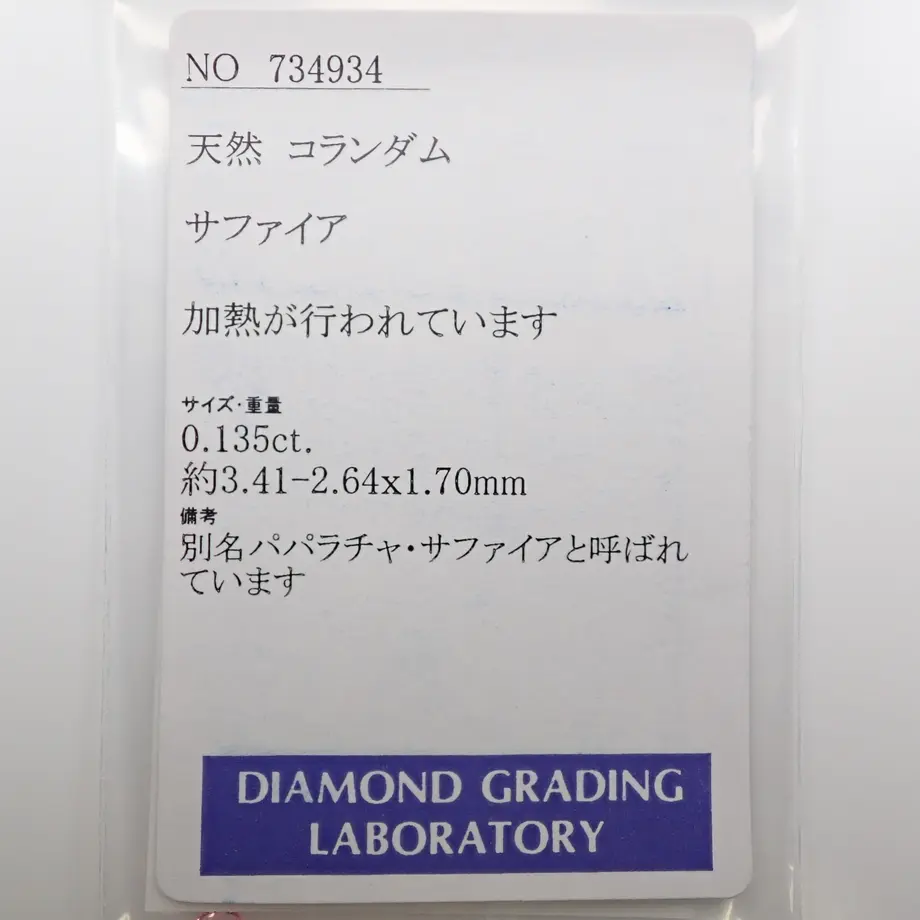 NO 734934
天然 コランダム
サファイア
加熱が行われています
サイズ・重量
0.135ct.
約3.41-2.64x1.70mm
備考
別名パパラチャ・サファイアと呼ばれ
ています
DIAMOND GRADING
LABORATORY